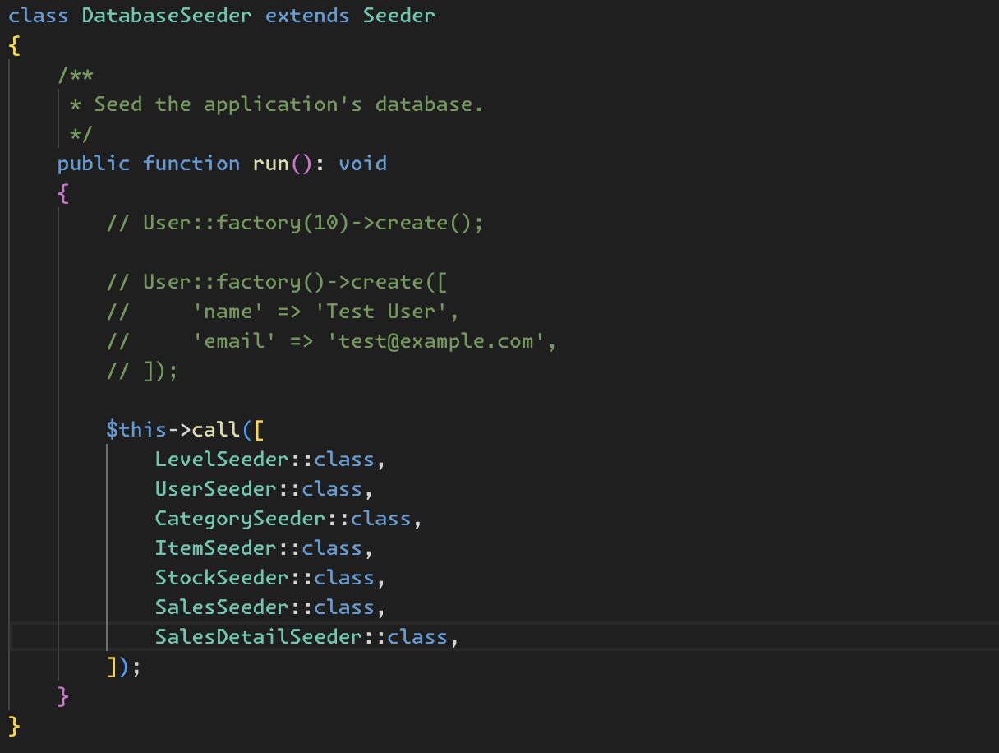 class DatabaseSeeder extends Seeder
{
    /**
     * Seed the application's database.
     */
    public function run(): void
    {
        // User::factory(10)->create();

        // User::factory()->create([
        //     'name' => 'Test User',
        //     'email' => 'test@example.com',
        // ]);

        $this->call([
            LevelSeeder::class,
            UserSeeder::class,
            CategorySeeder::class,
            ItemSeeder::class,
            StockSeeder::class,
            SalesSeeder::class,
            SalesDetailSeeder::class,
        ]);
    }
}